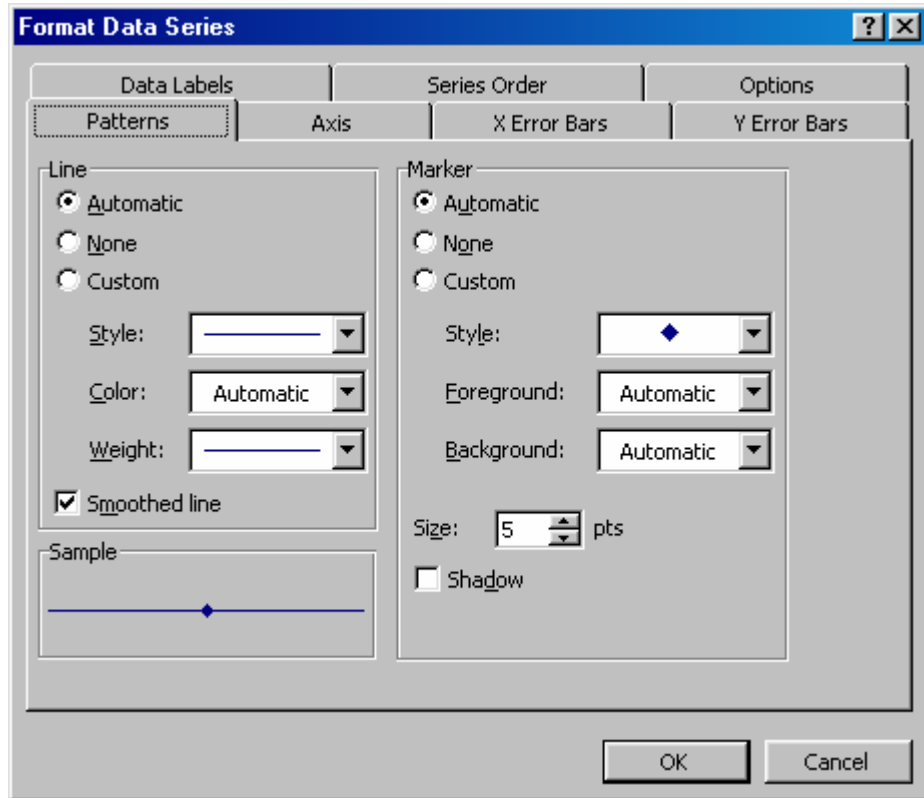 Format Data Series
Data Labels
Series Order
Options
Patterns
Axis
X Error Bars
Y Error Bars
Line
Automatic
None
Custom
Style:
Color: Automatic
Weight:
Smoothed line
Sample
Marker
Automatic
None
Custom
Style:
Foreground: Automatic
Background: Automatic
Size: 5 pts
Shadow
OK
Cancel